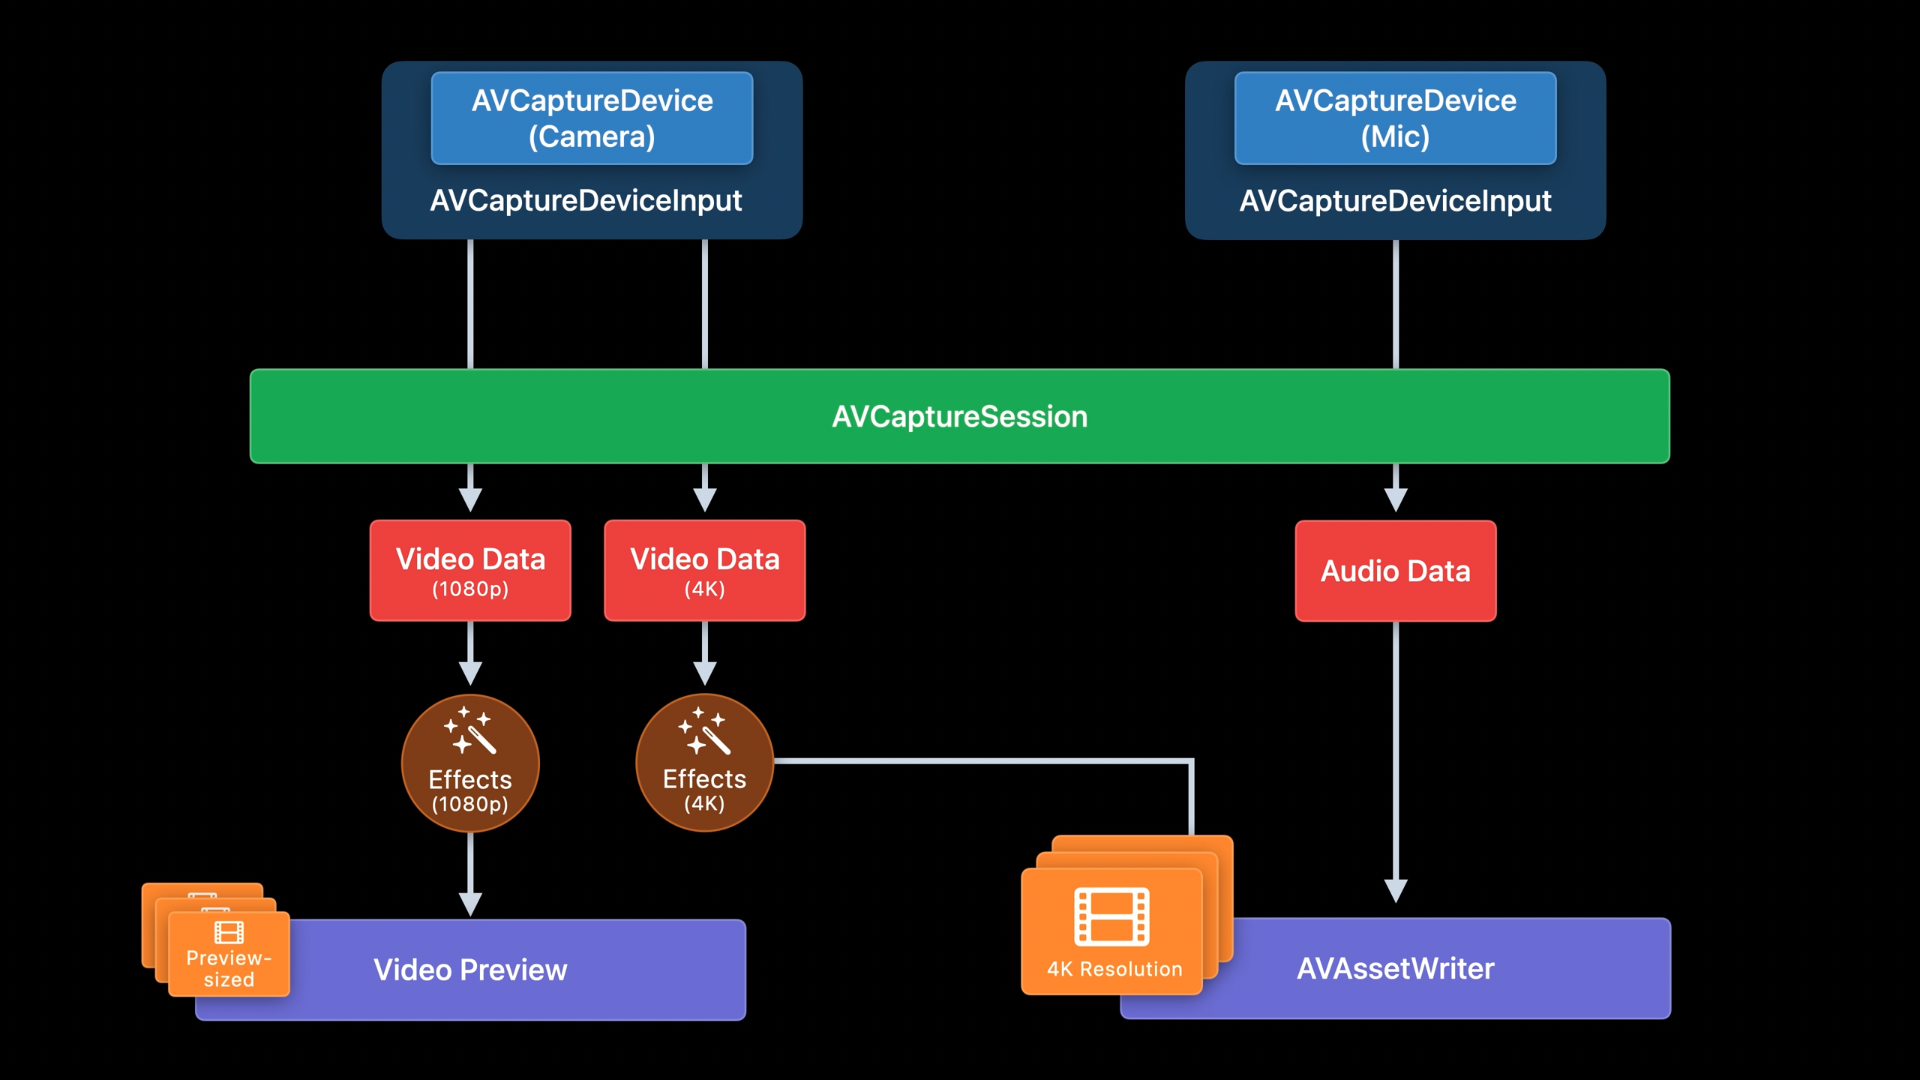 AVCaptureDevice
(Camera)
AVCaptureDeviceInput
AVCaptureDevice
(Mic)
AVCaptureDeviceInput
AVCaptureSession
Video Data
(1080p)
Video Data
(4K)
Audio Data
Effects
(1080p)
Effects
(4K)
Preview-
sized
Video Preview
4K Resolution
AVAssetWriter